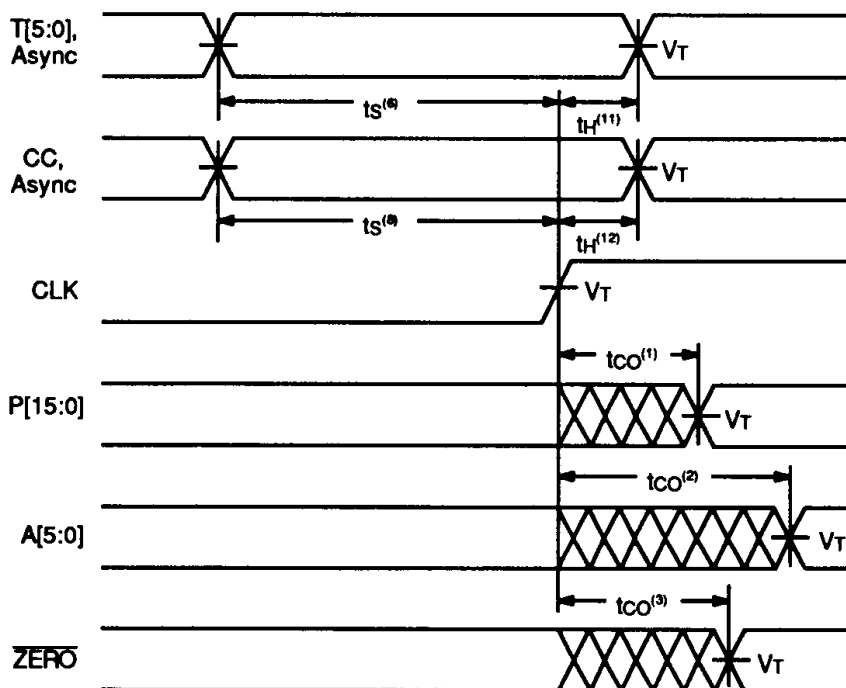 T[5:0],
Async
VT
tS(6)
tH(11)
CC,
Async
VT
tS(8)
tH(12)
CLK
VT
tCO(1)
P[15:0]
VT
tCO(2)
A[5:0]
VT
tCO(3)
ZERO
VT